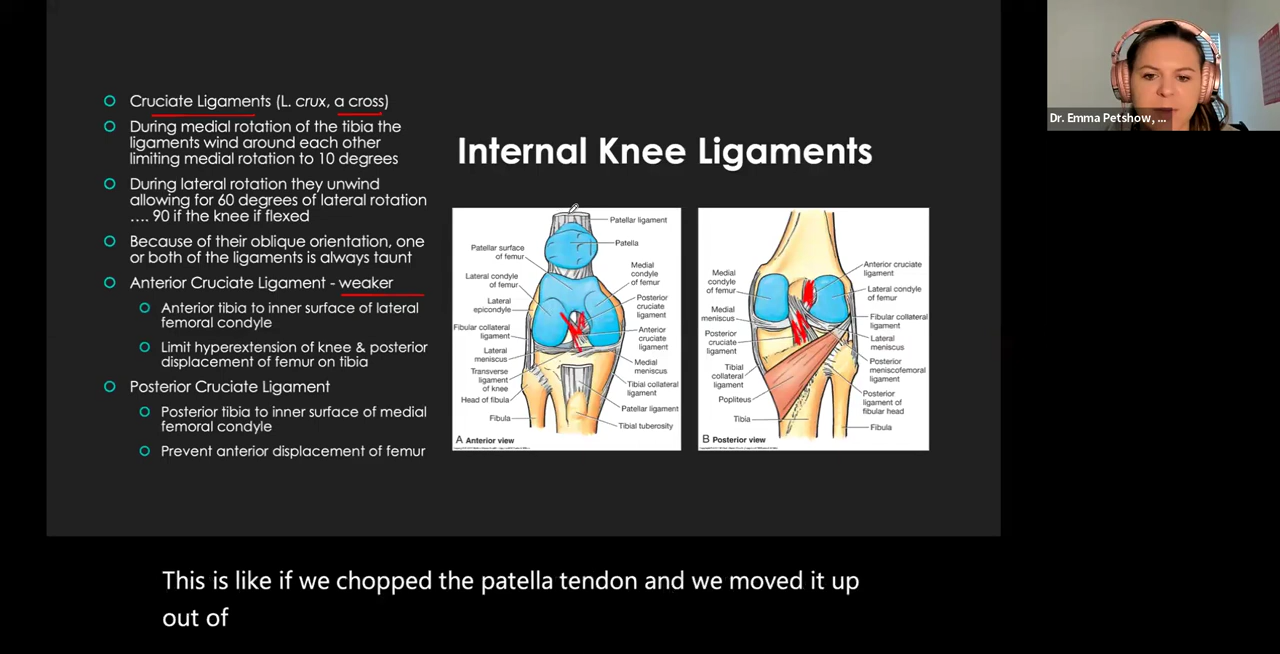 Cruciate Ligaments (L. crux, a cross)
During medial rotation of the tibia the
ligaments wind around each other
limiting medial rotation to 10 degrees
During lateral rotation they unwind
allowing for 60 degrees of lateral rotation
.... 90 if the knee if flexed
Because of their oblique orientation, one
or both of the ligaments is always taunt
Anterior Cruciate Ligament - weaker
Anterior tibia to inner surface of lateral
femoral condyle
Limit hyperextension of knee & posterior
displacement of femur on tibia
Posterior Cruciate Ligament
Posterior tibia to inner surface of medial
femoral condyle
Prevent anterior displacement of femur
Internal Knee Ligaments
Patellar surface
of femur
Lateral condyle
of femur
Lateral
epicondyle
Fibular collateral
ligament
Lateral
meniscus
Transverse
ligament
of knee
Head of fibula
Fibula
Patellar ligament
Patella
Medial
condyle
of femur
Posterior
cruciate
ligament
Anterior
cruciate
ligament
Medial
meniscus
Tibial collateral
ligament
Patellar ligament
Tibial tuberosity
A Anterior view
Medial
condyle
of femur
Medial
meniscus
Posterior
cruciate
ligament
Tibial
collateral
ligament
Popliteus
Tibia
Anterior cruciate
ligament
Lateral condyle
of femur
Fibular collateral
ligament
Lateral
meniscus
Posterior
meniscofemoral
ligament
Posterior
ligament of
fibular head
Fibula
B Posterior view
Dr. Emma Petshow, ...
This is like if we chopped the patella tendon and we moved it up
out of